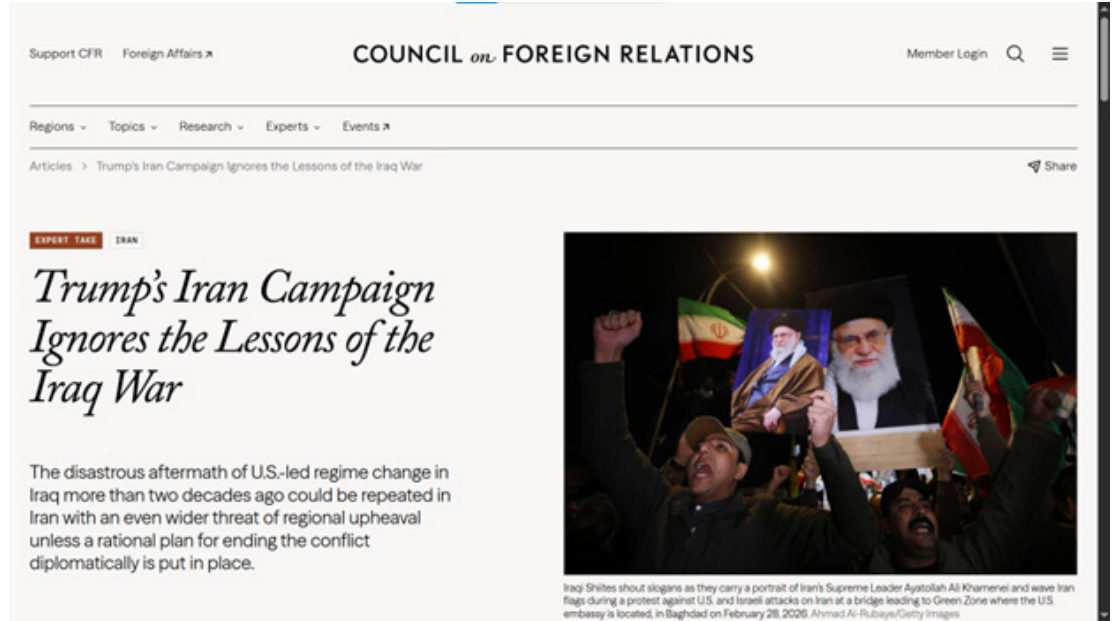 Support CFR Foreign Affairs ↗ COUNCIL on FOREIGN RELATIONS Member Login
Regions Topics Research Experts Events ↗
Articles > Trump's Iran Campaign Ignores the Lessons of the Iraq War Share
EXPERT TAKE IRAN
Trump's Iran Campaign
Ignores the Lessons of the
Iraq War
The disastrous aftermath of U.S.-led regime change in
Iraq more than two decades ago could be repeated in
Iran with an even wider threat of regional upheaval
unless a rational plan for ending the conflict
diplomatically is put in place.
Iraqi Shiites shout slogans as they carry a portrait of Iran's Supreme Leader Ayatollah Ali Khamenei and wave Iran
flags during a protest against U.S. and Israeli attacks on Iran at a bridge leading to Green Zone where the U.S.
embassy is located, in Baghdad on February 28, 2026. Ahmad Al-Rubaye/Getty Images